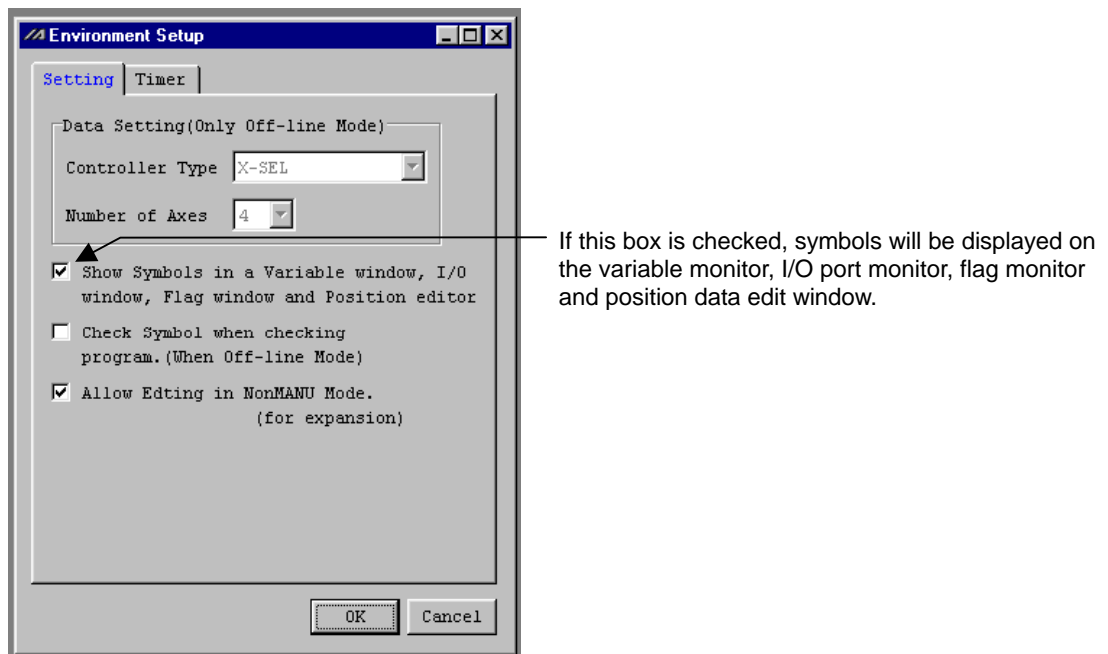 Environment Setup
Setting Timer
Data Setting(Only Off-line Mode)
Controller Type X-SEL
Number of Axes 4
Show Symbols in a Variable window, I/O
window, Flag window and Position editor
Check Symbol when checking
program.(When Off-line Mode)
Allow Edting in NonMANU Mode.
(for expansion)
OK Cancel
If this box is checked, symbols will be displayed on
the variable monitor, I/O port monitor, flag monitor
and position data edit window.